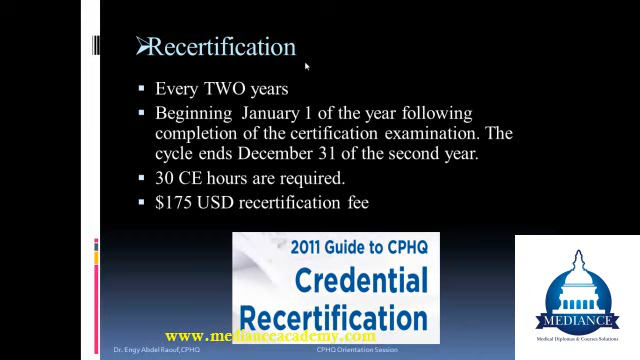 Recertification
Every TWO years
Beginning January 1 of the year following
completion of the certification examination. The
cycle ends December 31 of the second year.
30 CE hours are required.
$175 USD recertification fee
2011 Guide to CPHQ
Credential
Recertification
www.medianceacademy.com
MEDIANCE
Medical Diplomas & Courses Solutions
Dr. Engy Abdel Raouf,CPHQ
CPHQ Orientation Session